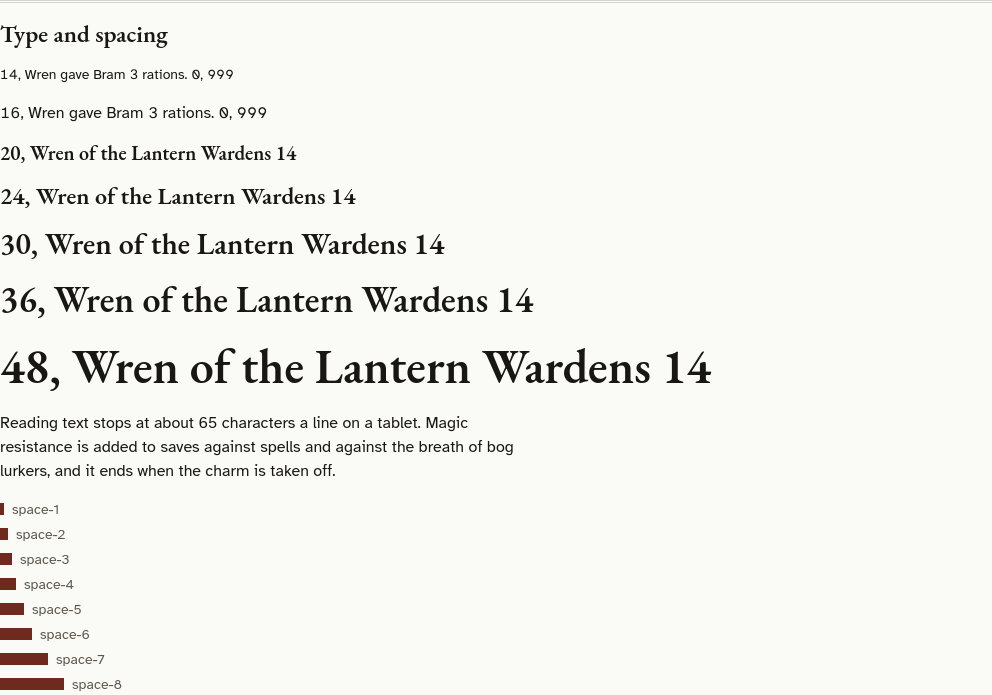 Type and spacing
14, Wren gave Bram 3 rations. 0, 999
16, Wren gave Bram 3 rations. 0, 999
20, Wren of the Lantern Wardens 14
24, Wren of the Lantern Wardens 14
30, Wren of the Lantern Wardens 14
36, Wren of the Lantern Wardens 14
48, Wren of the Lantern Wardens 14
Reading text stops at about 65 characters a line on a tablet. Magic
resistance is added to saves against spells and against the breath of bog
lurkers, and it ends when the charm is taken off.
space-1
space-2
space-3
space-4
space-5
space-6
space-7
space-8